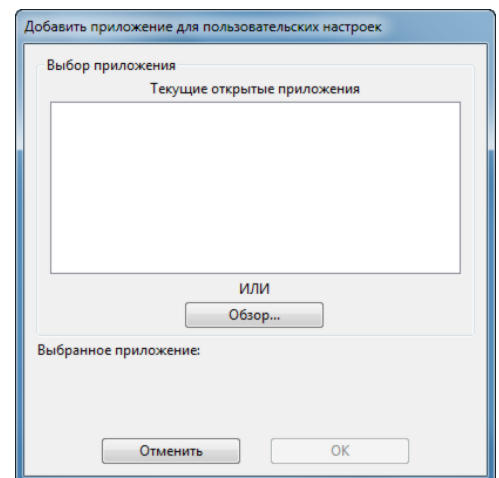 Добавить приложение для пользовательских настроек
Выбор приложения
Текущие открытые приложения
ИЛИ
Обзор...
Выбранное приложение:
Отменить
OK